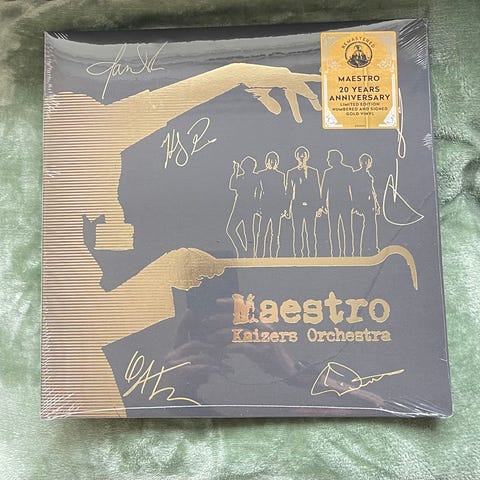 REMASTERED
MAESTRO
20 YEARS
ANNIVERSARY
LIMITED EDITION
NUMBERED AND SIGNED
GOLD VINYL
Maestro
Kaizers Orchestra